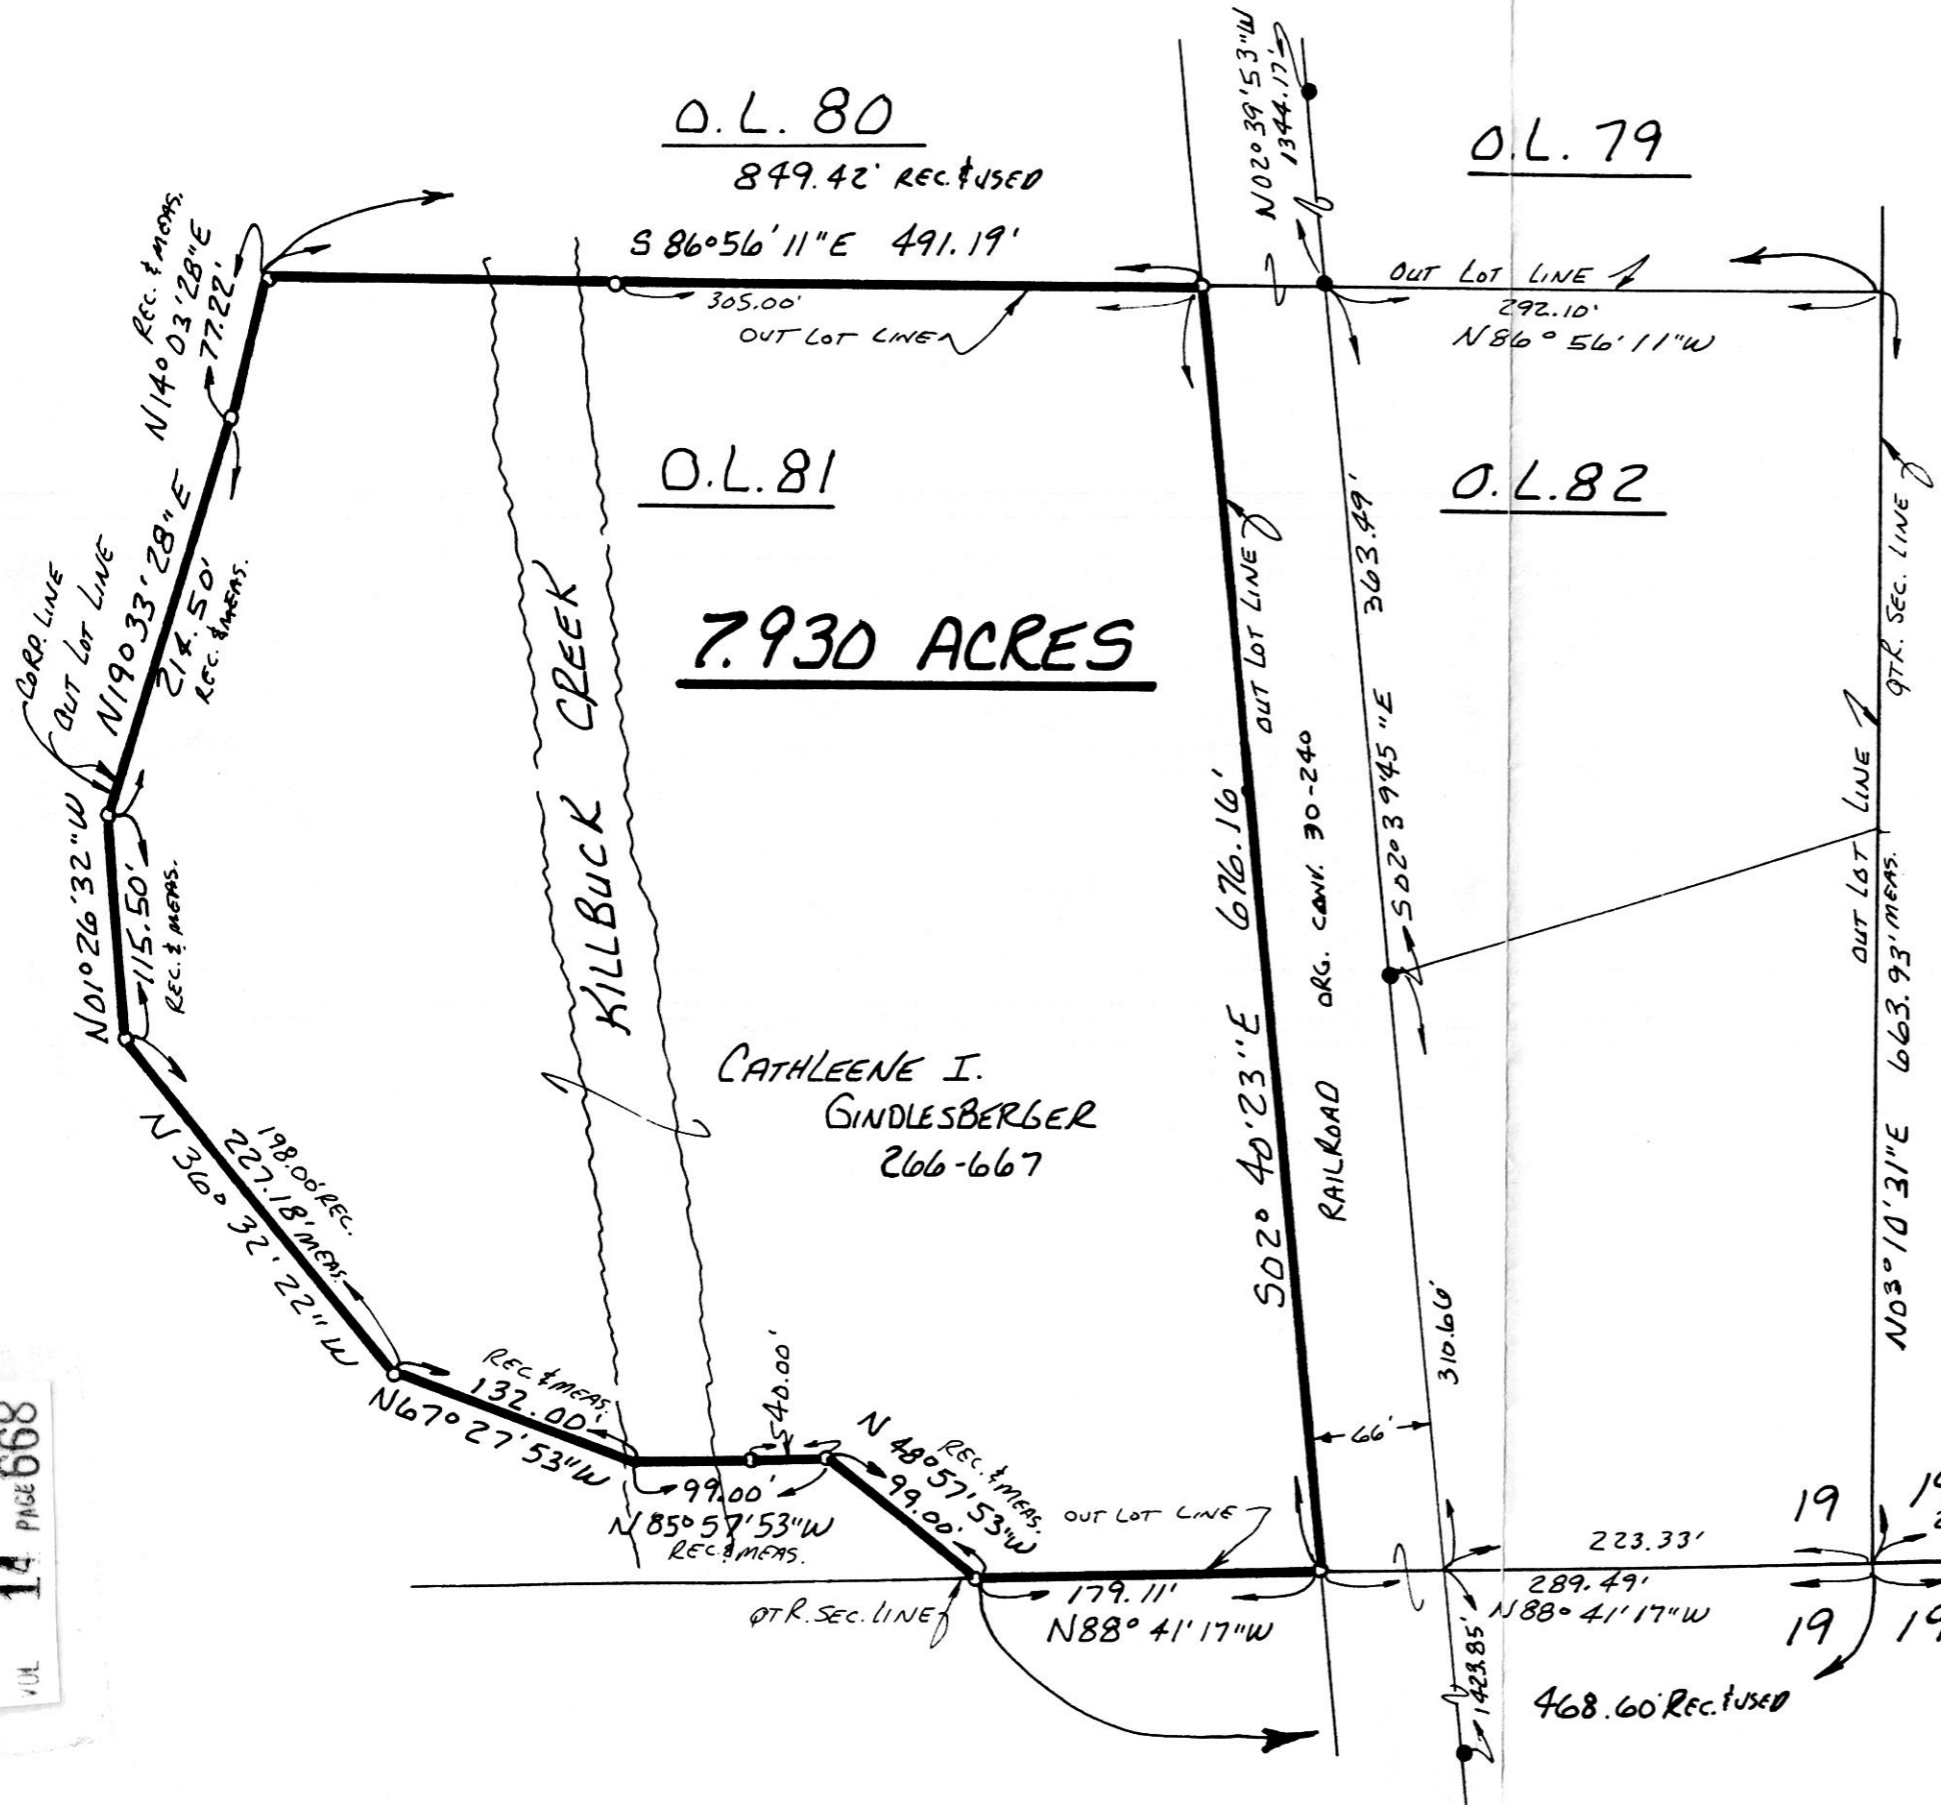 O.L. 80
849.42' REC. & USED
S 86°56'11"E 491.19'
305.00'
OUT LOT LINE
N02°39'53"W
1344.17'
O.L. 79
OUT LOT LINE
292.10'
N86°56'11"W
REC. & MEAS.
N14°03'28"E
77.22'
N19°33'28"E
214.50'
REC. & MEAS.
CORP. LINE
OUT LOT LINE
O.L. 81
O.L. 82
7.930 ACRES
KILLBUCK CREEK
OUT LOT LINE
363.49'
S02°39'45"E
QTR. SEC. LINE
OUT LOT LINE
N01°26'32"W
115.50'
REC. & MEAS.
S02°40'23"E 676.16'
RAILROAD ORG. CONV. 30-240
N03°10'31"E 663.93' MEAS.
CATHLEENE I.
GINDLESBERGER
266-667
198.00' REC.
227.18' MEAS.
N 36°32'22"W
310.66'
66'
REC. & MEAS.
132.00'
N67°27'53"W
540.00'
99.00'
N85°57'53"W
REC. & MEAS.
N 48°57'53"W
REC. & MEAS.
99.00'
OUT LOT LINE
179.11'
N88°41'17"W
QTR. SEC. LINE
223.33'
289.49'
N88°41'17"W
19
19
19
1423.85'
468.60' REC. & USED
VOL 14 PAGE 668